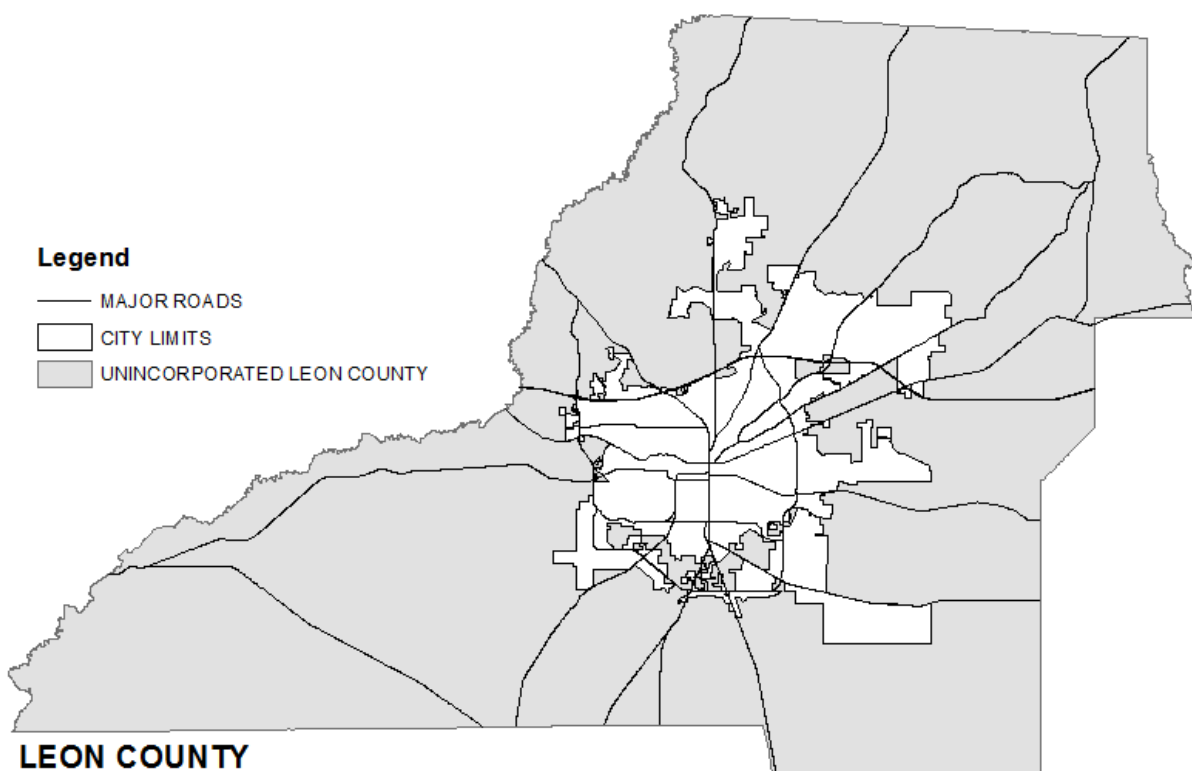 Legend
MAJOR ROADS
CITY LIMITS
UNINCORPORATED LEON COUNTY
LEON COUNTY